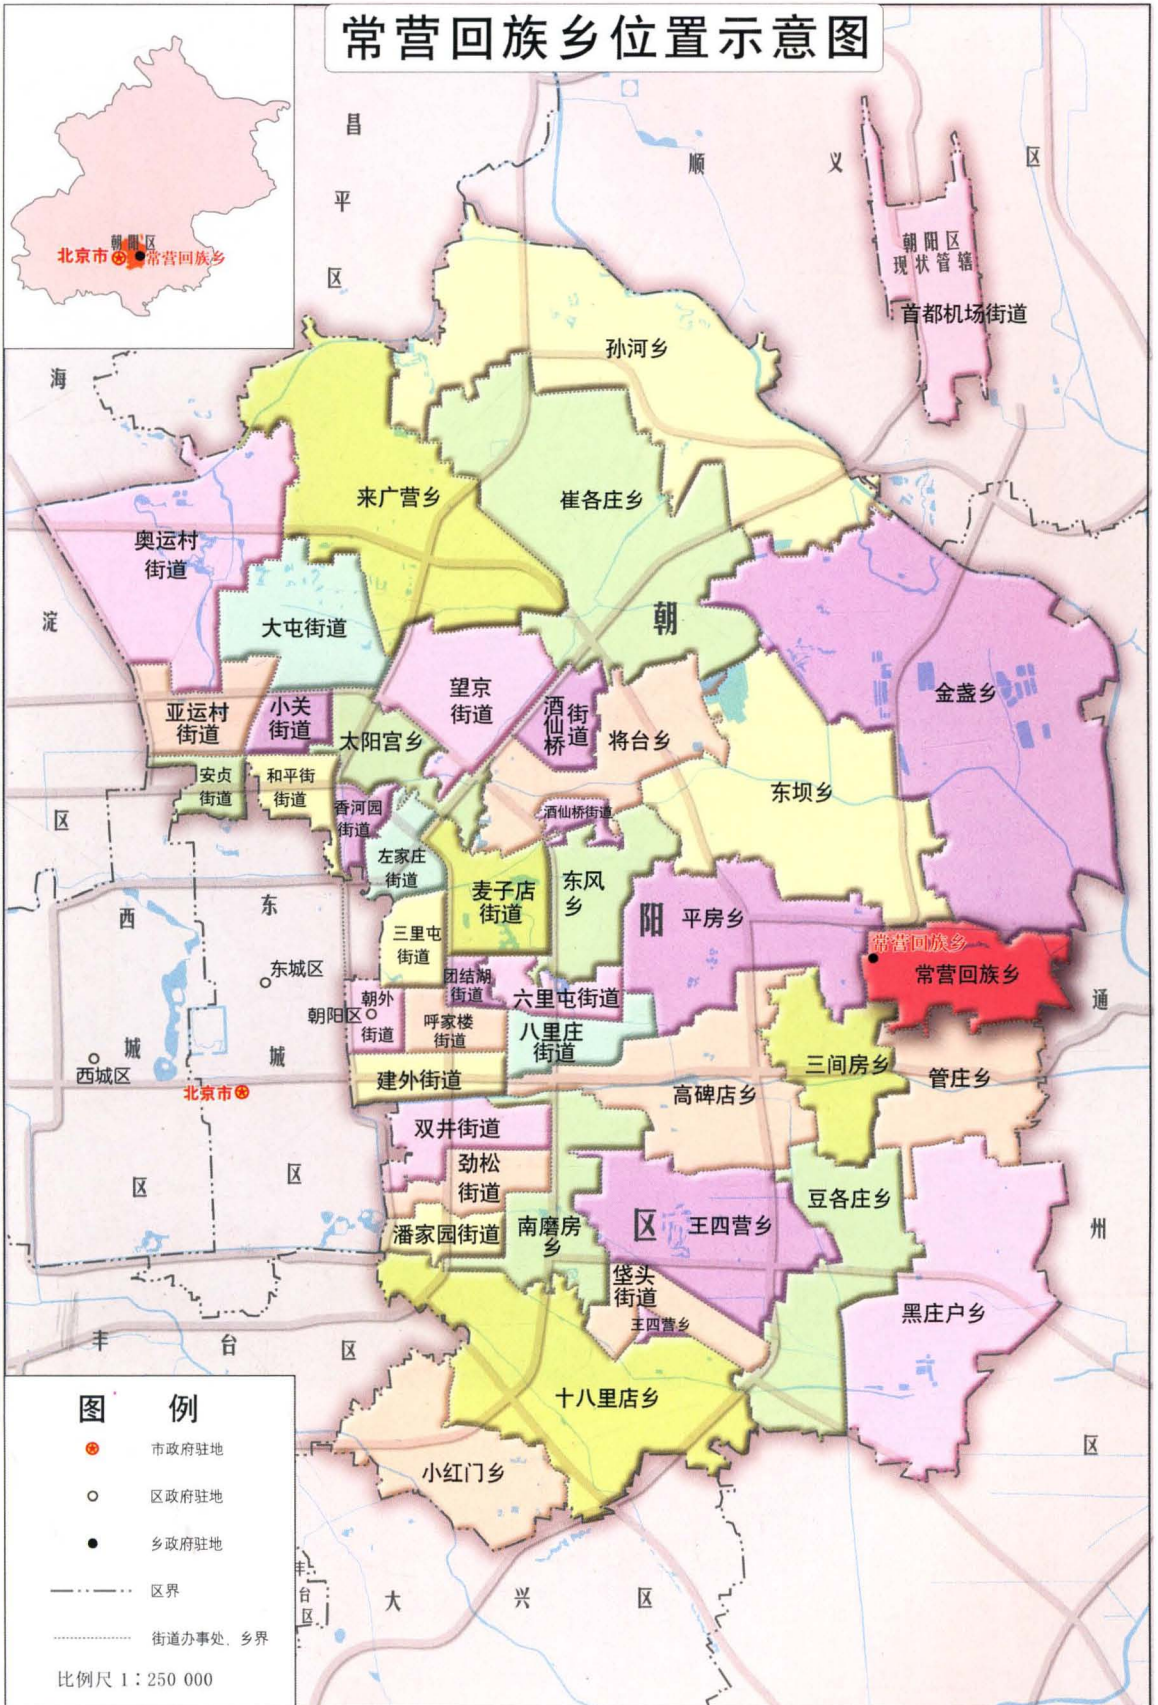 常营回族乡位置示意图
昌平区
顺义区
朝阳区
北京市
常营回族乡
朝阳区
现状管辖
首都机场街道
海淀区
孙河乡
来广营乡
崔各庄乡
奥运村
街道
大屯街道
朝阳区
金盏乡
望京
街道
酒仙桥
街道
将台乡
亚运村
街道
小关
街道
太阳宫乡
东坝乡
安贞
街道
和平街
街道
香河园
街道
酒仙桥街道
左家庄
街道
麦子店
街道
东风
乡
平房乡
常营回族乡
常营回族乡
三里屯
街道
团结湖
街道
六里屯街道
朝外
街道
朝阳区
呼家楼
街道
八里庄
街道
建外街道
三间房乡
管庄乡
高碑店乡
西城区
东城区
东城区
西城区
北京市
双井街道
劲松
街道
潘家园街道
南磨房
乡
王四营乡
豆各庄乡
垡头
街道
王四营乡
黑庄户乡
十八里店乡
小红门乡
通州区
丰台区
丰台区
大兴区
图例
市政府驻地
区政府驻地
乡政府驻地
区界
街道办事处、乡界
比例尺 1:250 000